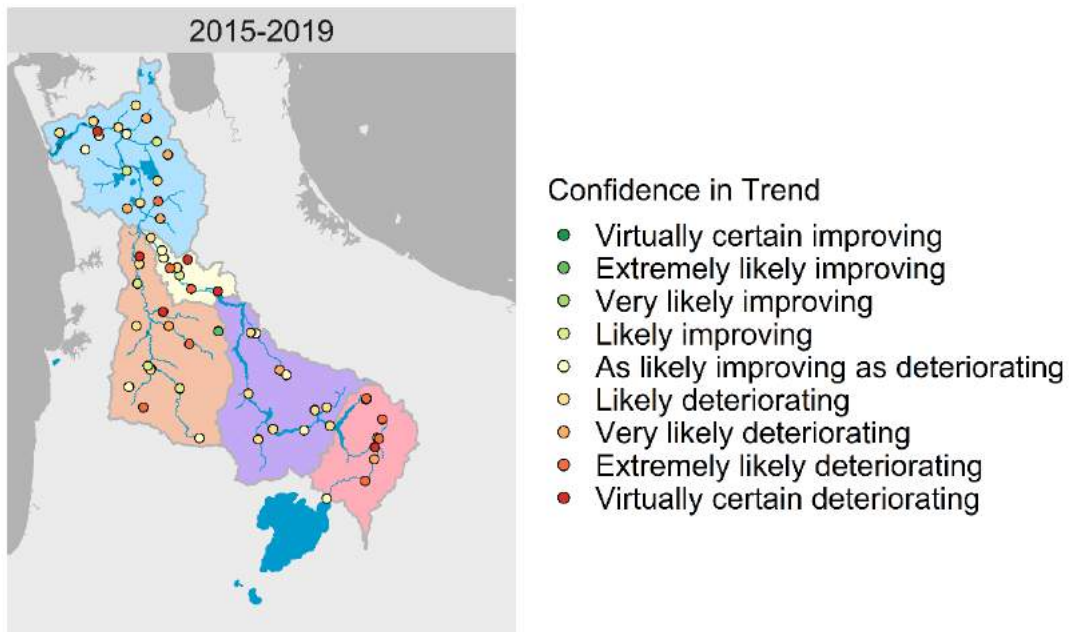 2015-2019
Confidence in Trend
Virtually certain improving
Extremely likely improving
Very likely improving
Likely improving
As likely improving as deteriorating
Likely deteriorating
Very likely deteriorating
Extremely likely deteriorating
Virtually certain deteriorating